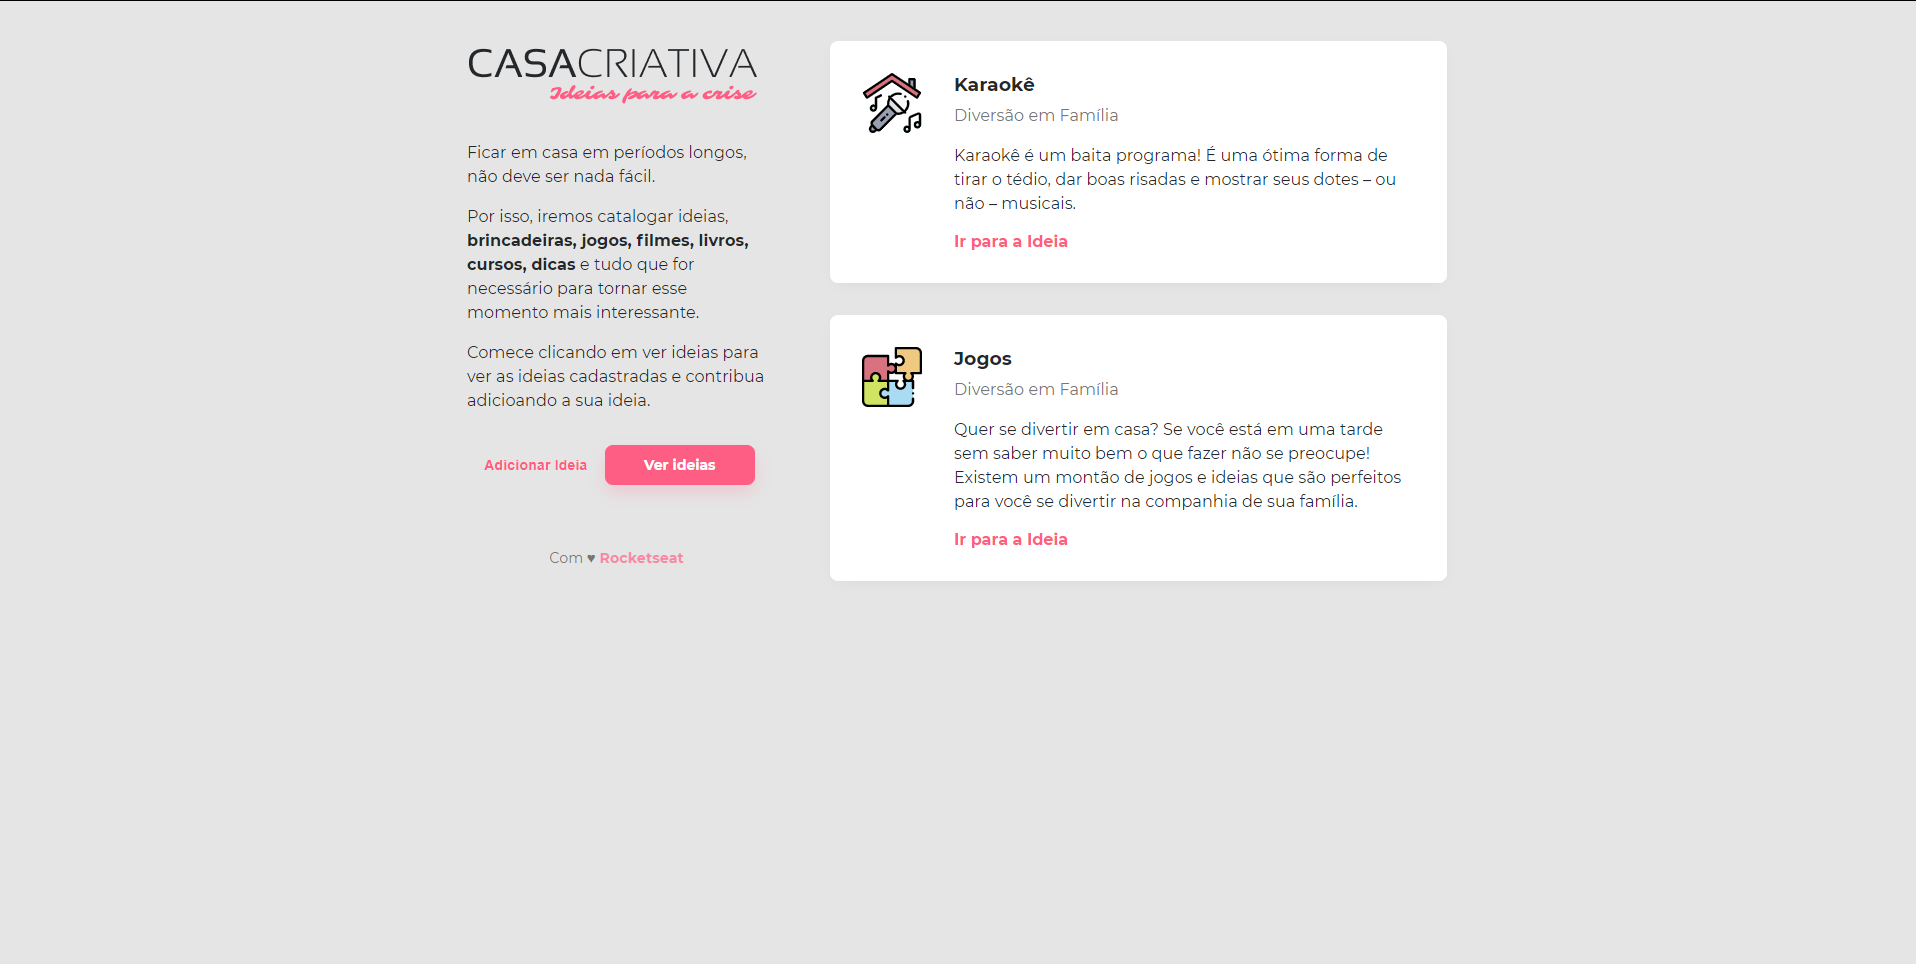 CASACRIATIVA
Ideias para a crise
Ficar em casa em períodos longos,
não deve ser nada fácil.
Por isso, iremos catalogar ideias,
brincadeiras, jogos, filmes, livros,
cursos, dicas e tudo que for
necessário para tornar esse
momento mais interessante.
Comece clicando em ver ideias para
ver as ideias cadastradas e contribua
adicioando a sua ideia.
Adicionar Ideia
Ver ideias
Com ♥ Rocketseat
Karaokê
Diversão em Família
Karaokê é um baita programa! É uma ótima forma de
tirar o tédio, dar boas risadas e mostrar seus dotes – ou
não – musicais.
Ir para a Ideia
Jogos
Diversão em Família
Quer se divertir em casa? Se você está em uma tarde
sem saber muito bem o que fazer não se preocupe!
Existem um montão de jogos e ideias que são perfeitos
para você se divertir na companhia de sua família.
Ir para a Ideia